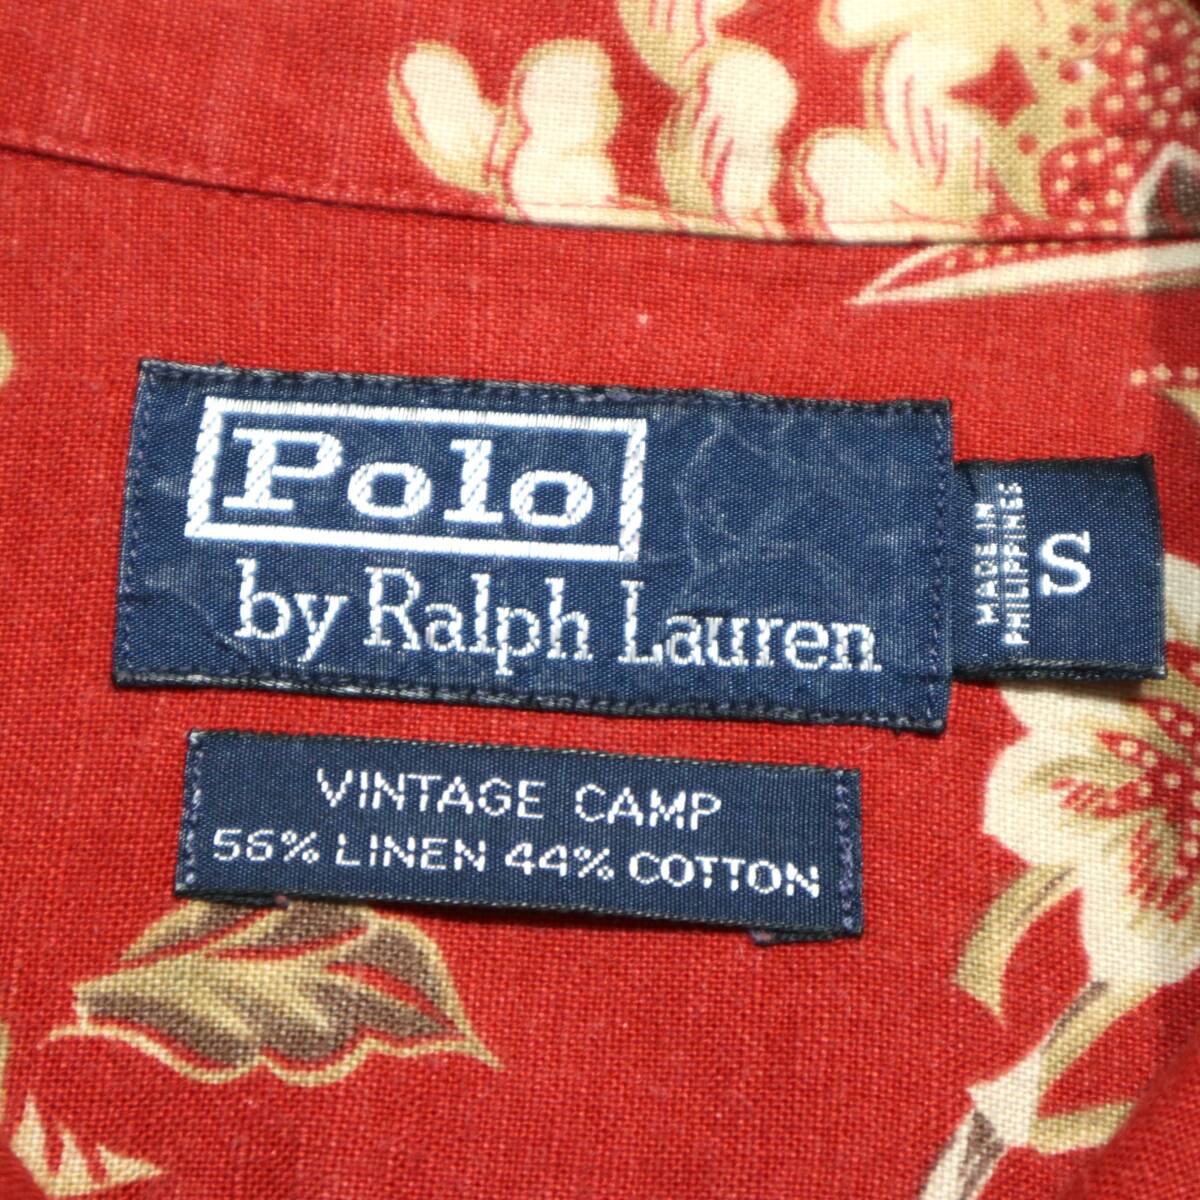 Polo
by Ralph Lauren
MADE IN
PHILIPPINES
S
VINTAGE CAMP
56% LINEN 44% COTTON